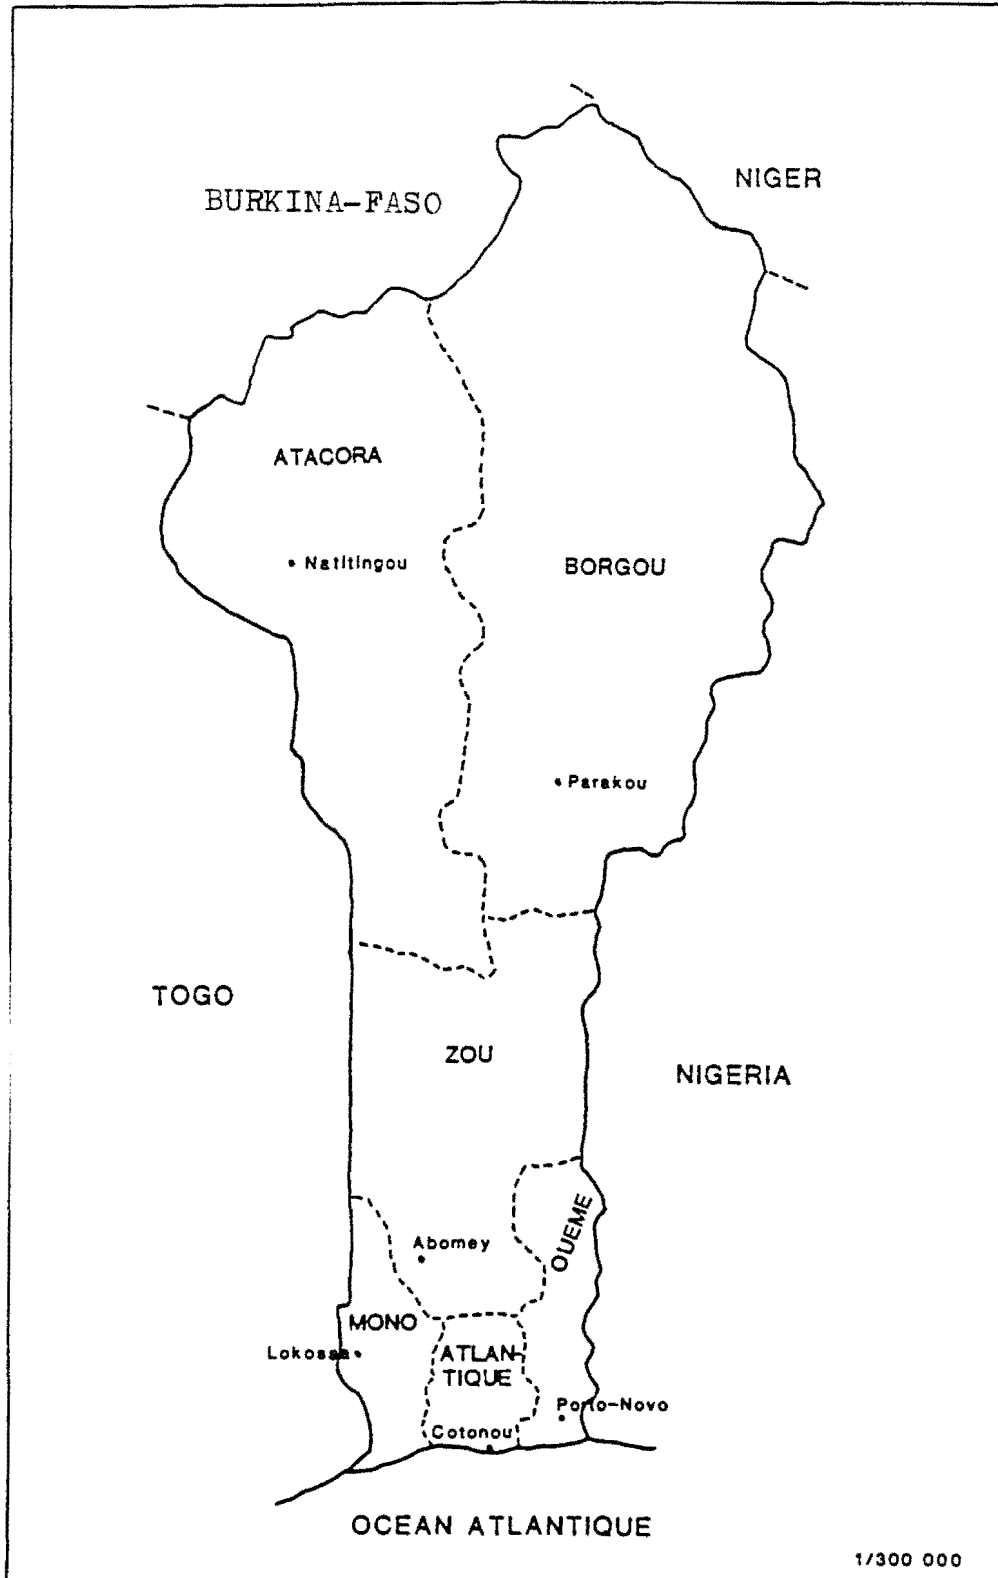 NIGER
BURKINA-FASO
ATACORA
Natitingou
BORGOU
Parakou
TOGO
ZOU
NIGERIA
OUEME
Abomey
MONO
Lokossa
ATLAN-
TIQUE
Porto-Novo
Cotonou
OCEAN ATLANTIQUE
1/300 000